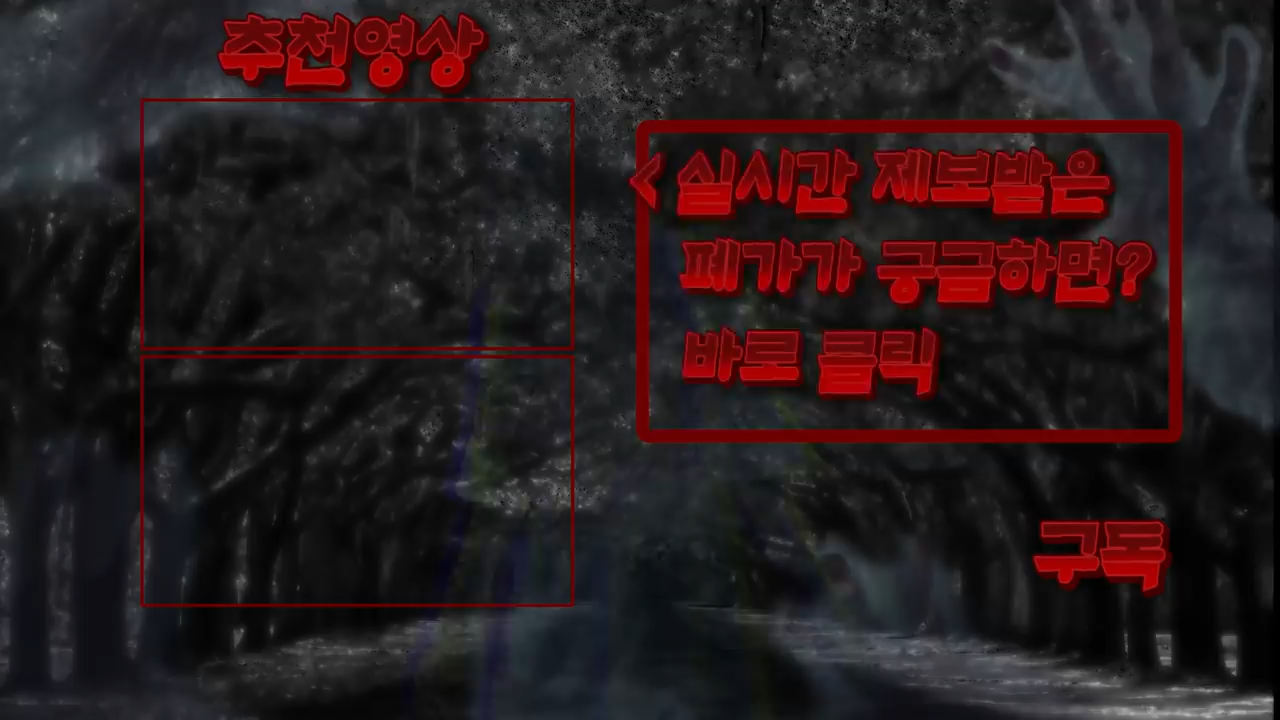 추천영상
< 실시간 제보받은
폐가가 궁금하면?
바로 클릭
구독